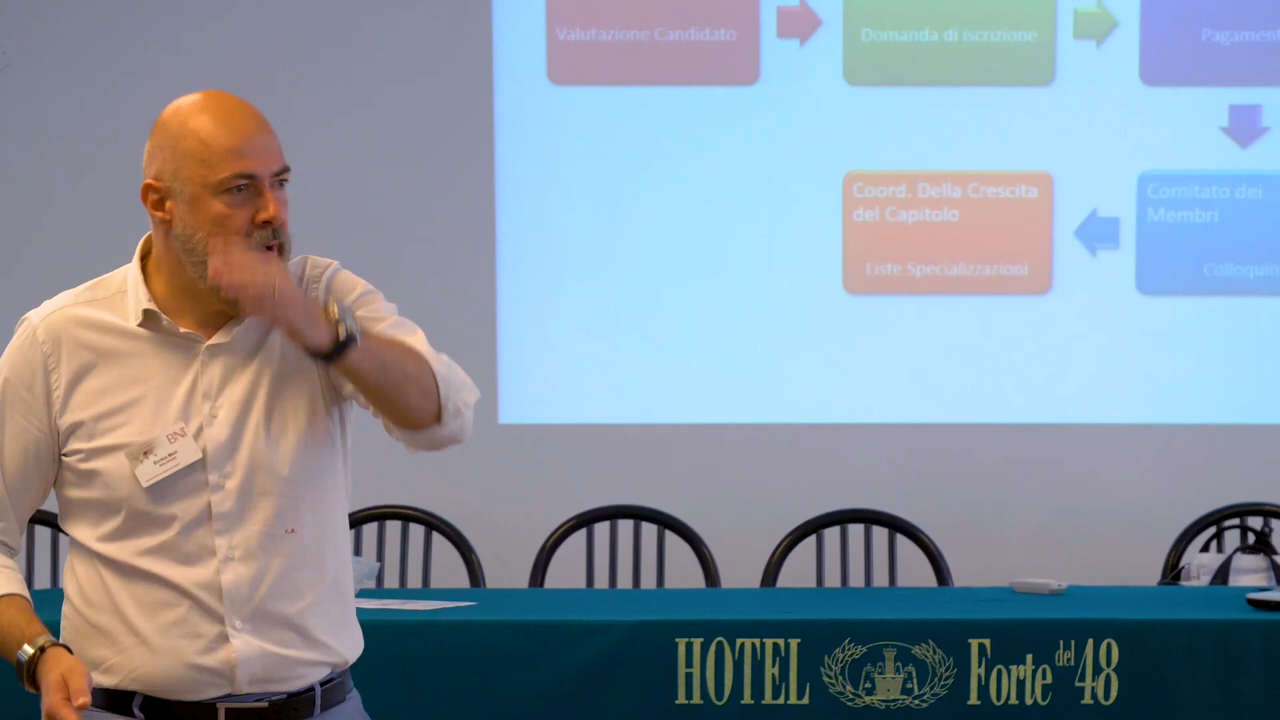 Valutazione Candidato
Domanda di iscrizione
Pagament
Coord. Della Crescita
del Capitolo
Liste Specializzazioni
Comitato dei
Membri
Colloquio
BNI
HOTEL Forte del 48